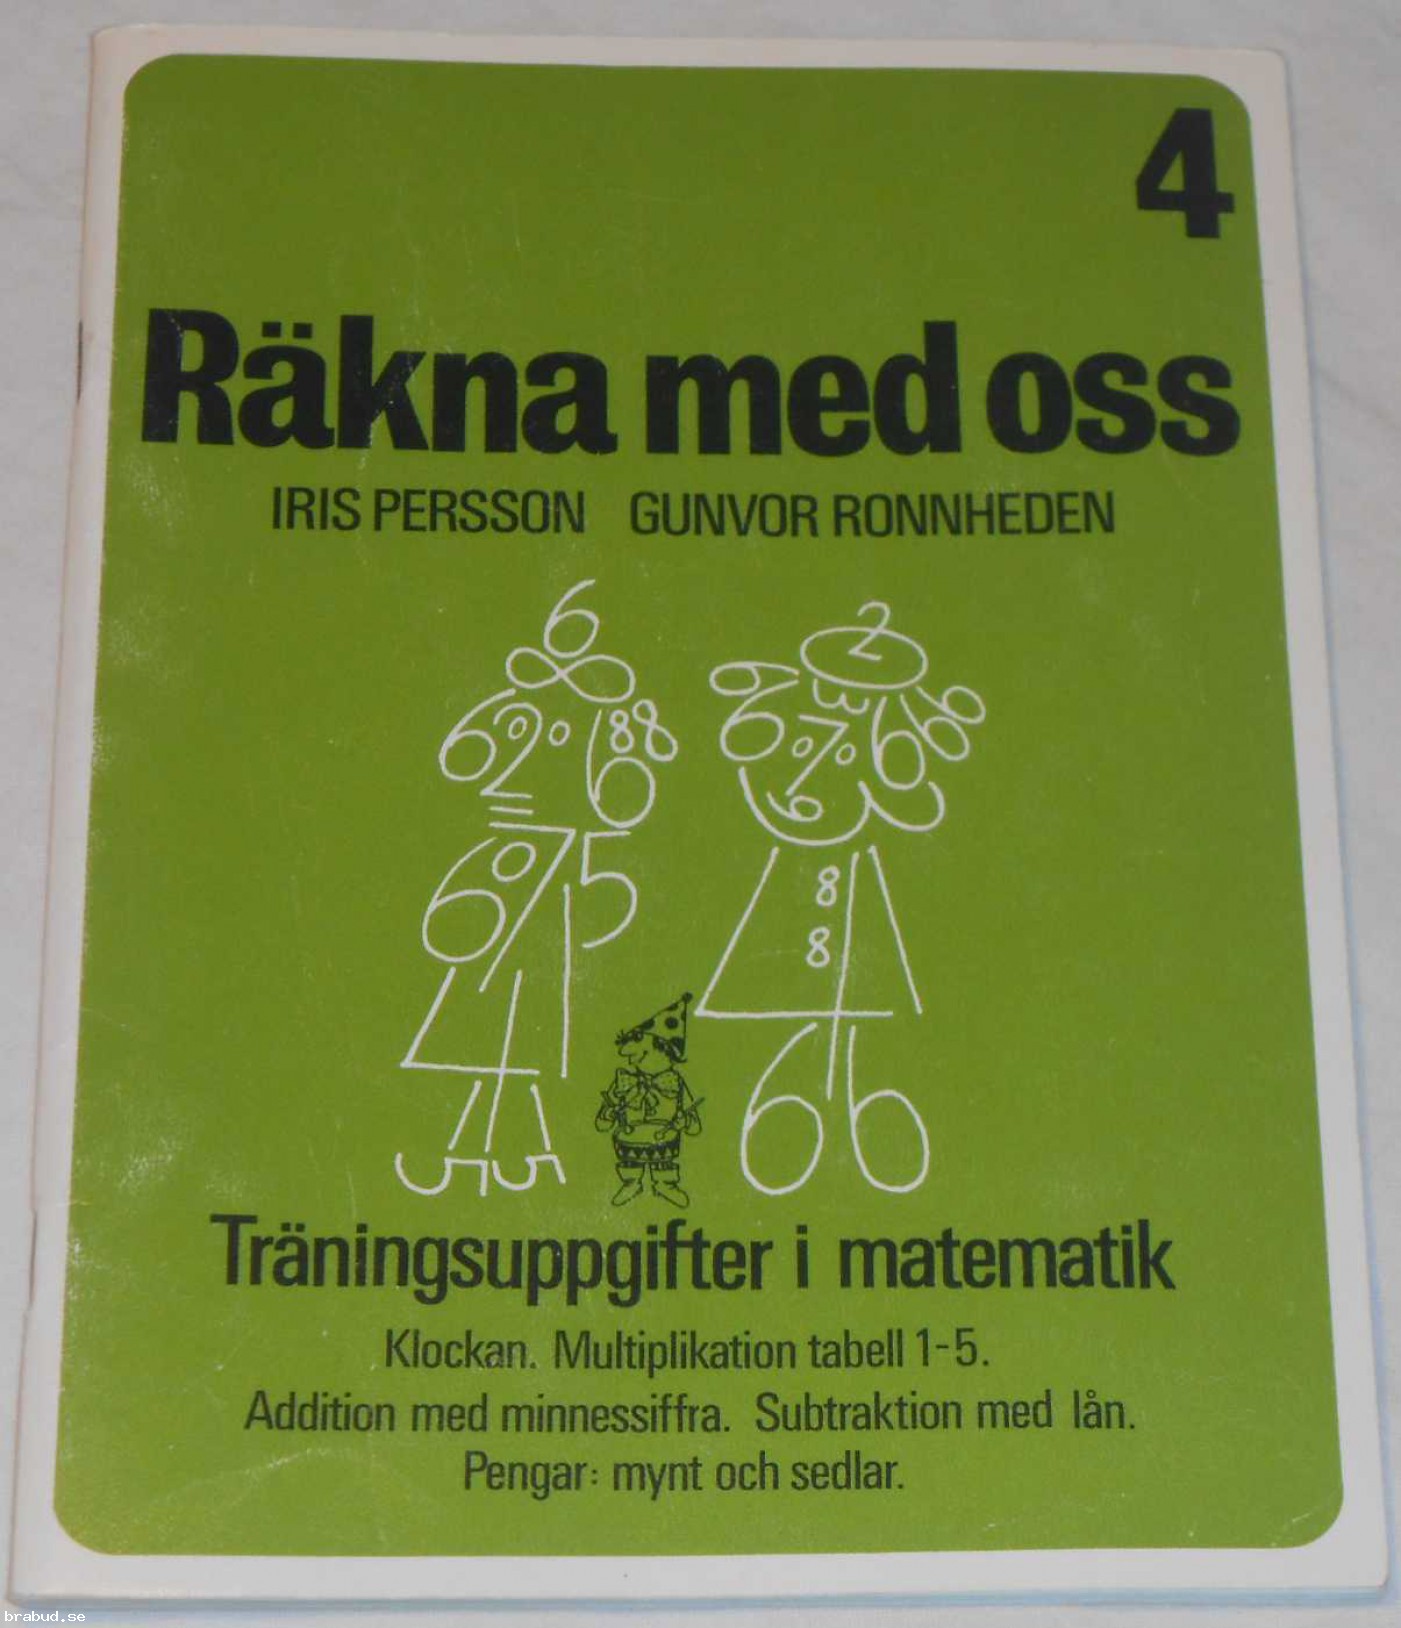 4
Räkna med oss
IRIS PERSSON GUNVOR RONNHEDEN
Träningsuppgifter i matematik
Klockan. Multiplikation tabell 1-5.
Addition med minnessiffra. Subtraktion med lån.
Pengar: mynt och sedlar.
brabud.se